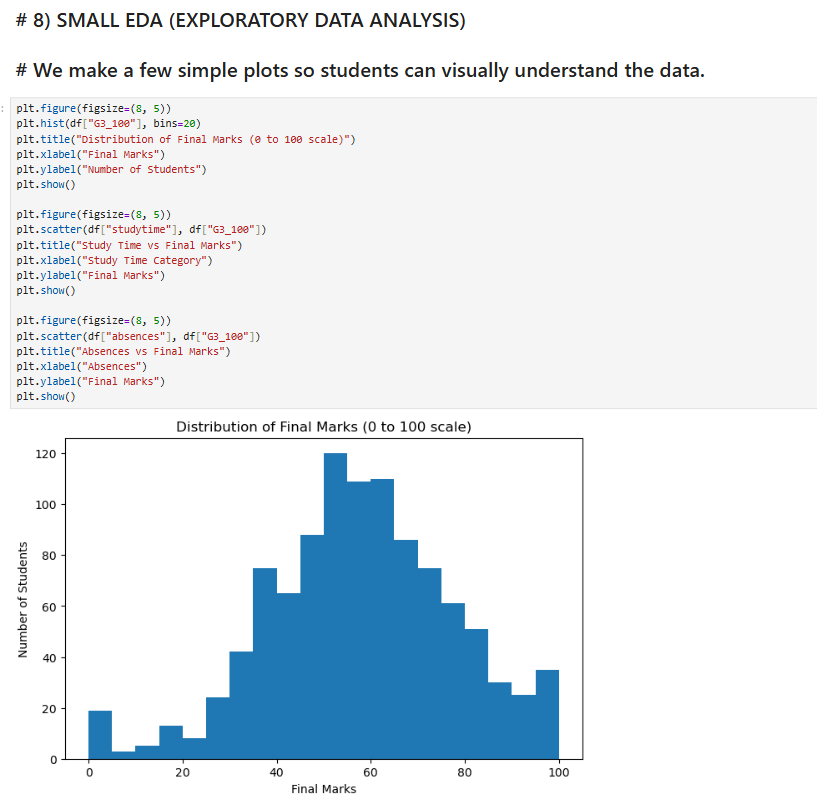 # 8) SMALL EDA (EXPLORATORY DATA ANALYSIS)
# We make a few simple plots so students can visually understand the data.
:
plt.figure(figsize=(8, 5))
plt.hist(df["G3_100"], bins=20)
plt.title("Distribution of Final Marks (0 to 100 scale)")
plt.xlabel("Final Marks")
plt.ylabel("Number of Students")
plt.show()

plt.figure(figsize=(8, 5))
plt.scatter(df["studytime"], df["G3_100"])
plt.title("Study Time vs Final Marks")
plt.xlabel("Study Time Category")
plt.ylabel("Final Marks")
plt.show()

plt.figure(figsize=(8, 5))
plt.scatter(df["absences"], df["G3_100"])
plt.title("Absences vs Final Marks")
plt.xlabel("Absences")
plt.ylabel("Final Marks")
plt.show()
Distribution of Final Marks (0 to 100 scale)
Number of Students
120
100
80
60
40
20
0
0 20 40 60 80 100
Final Marks